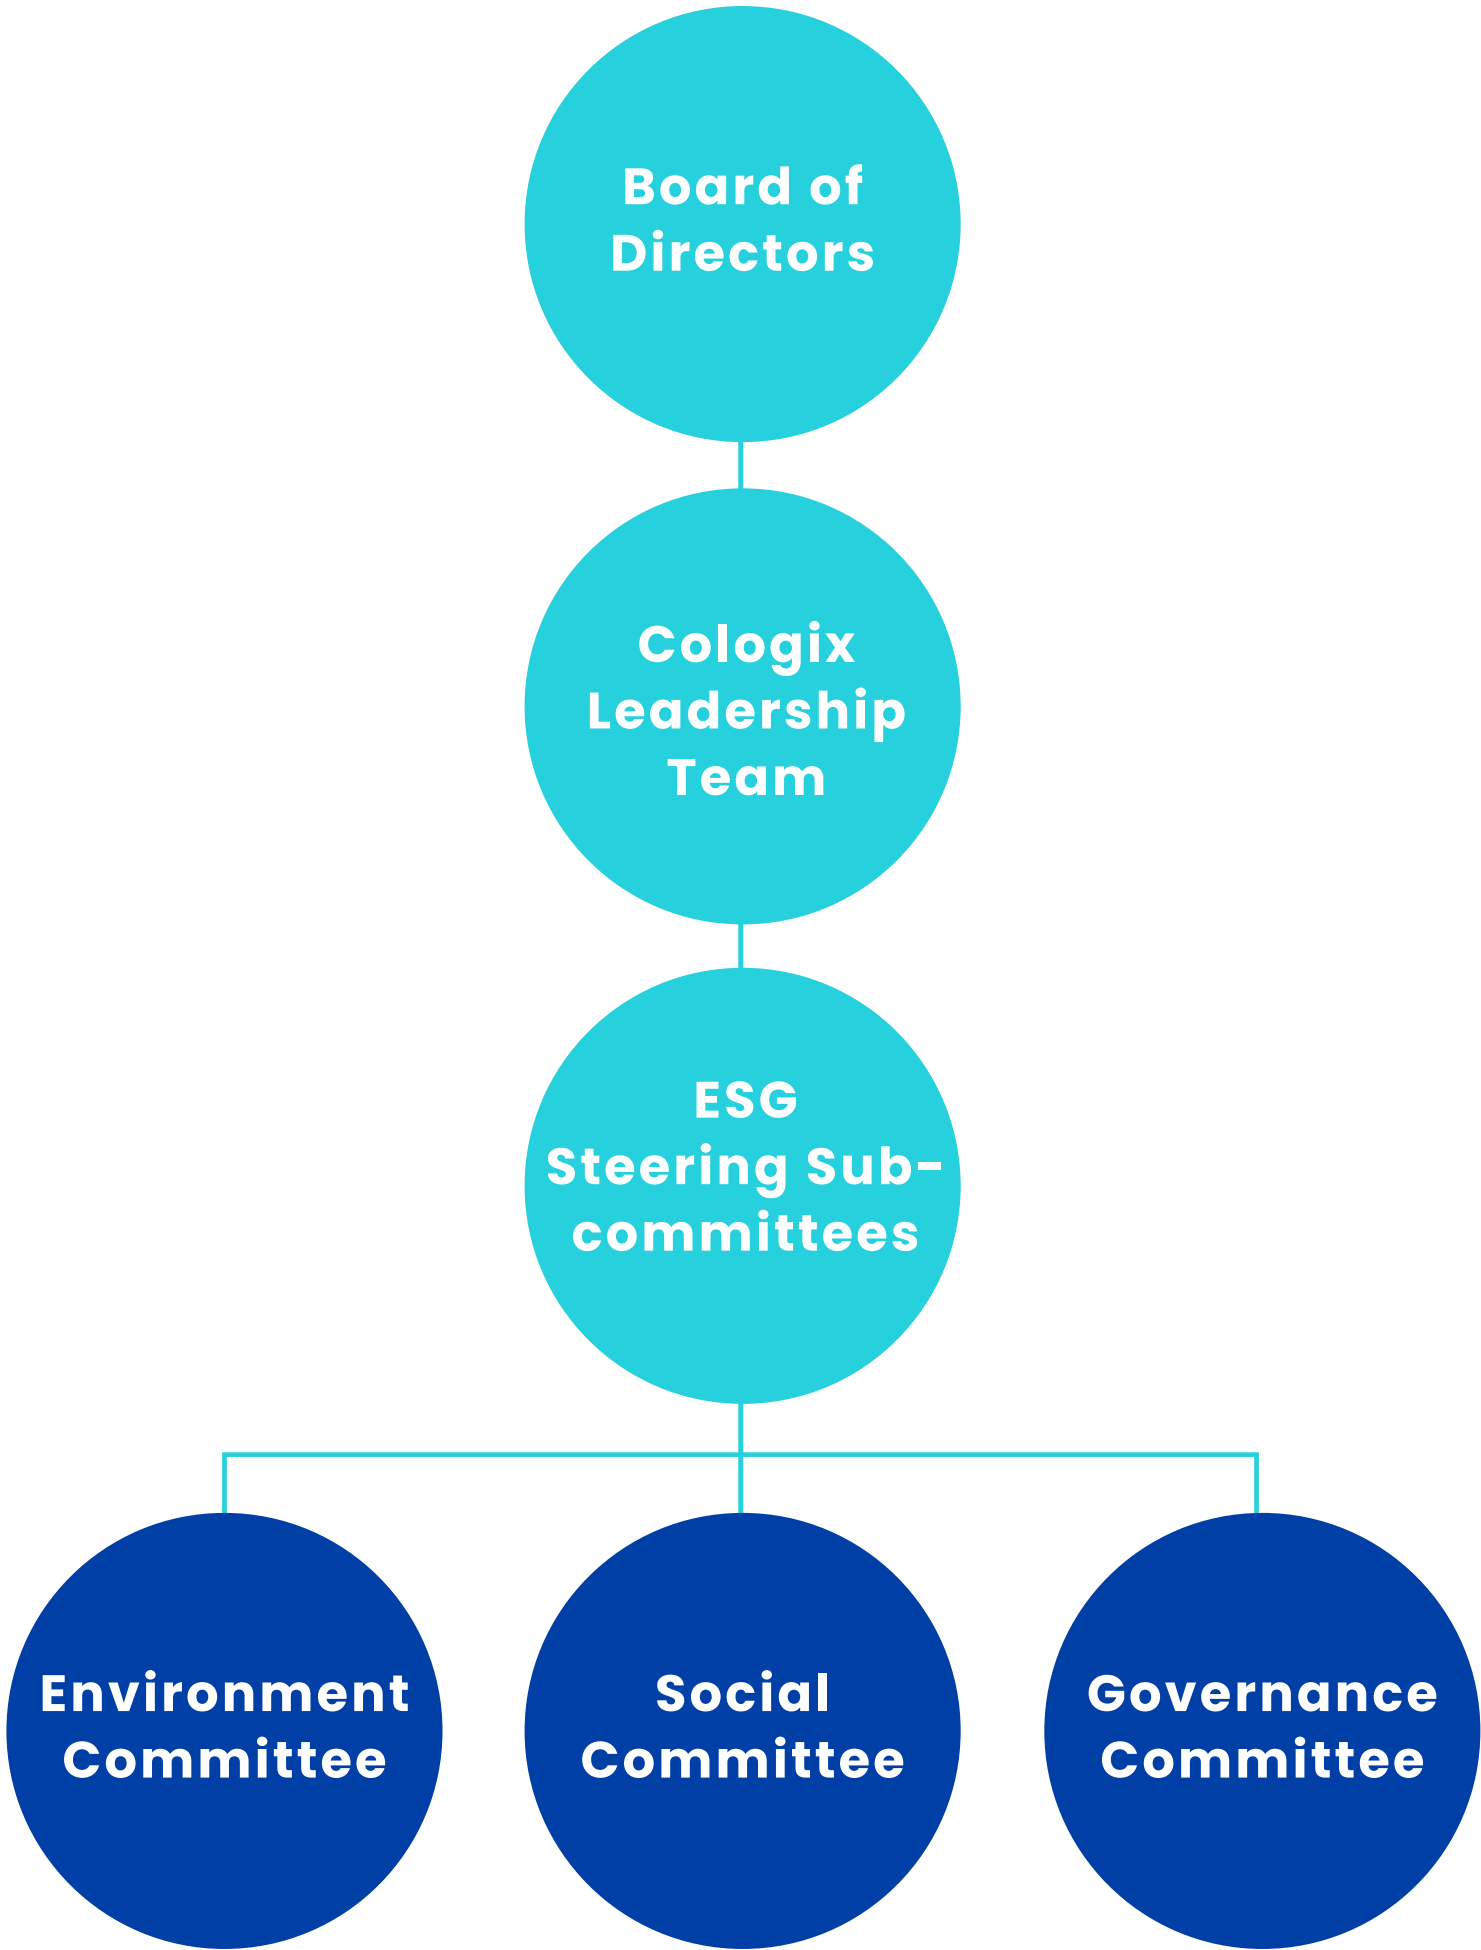 Board of
Directors
Cologix
Leadership
Team
ESG
Steering Sub-
committees
Environment
Committee
Social
Committee
Governance
Committee